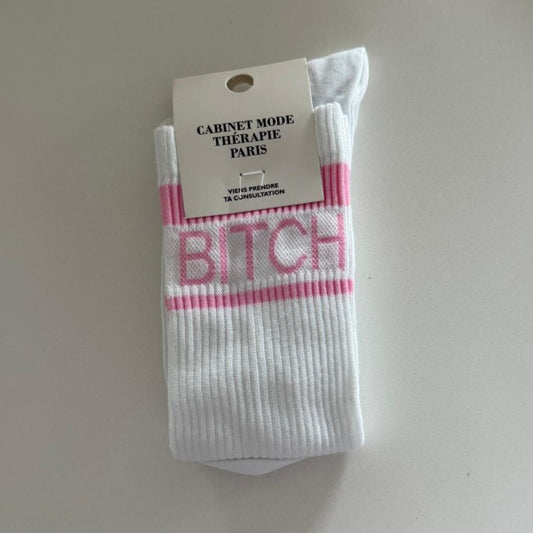 CABINET MODE
THÉRAPIE
PARIS
VIENS PRENDRE
TA CONSULTATION
BITCH